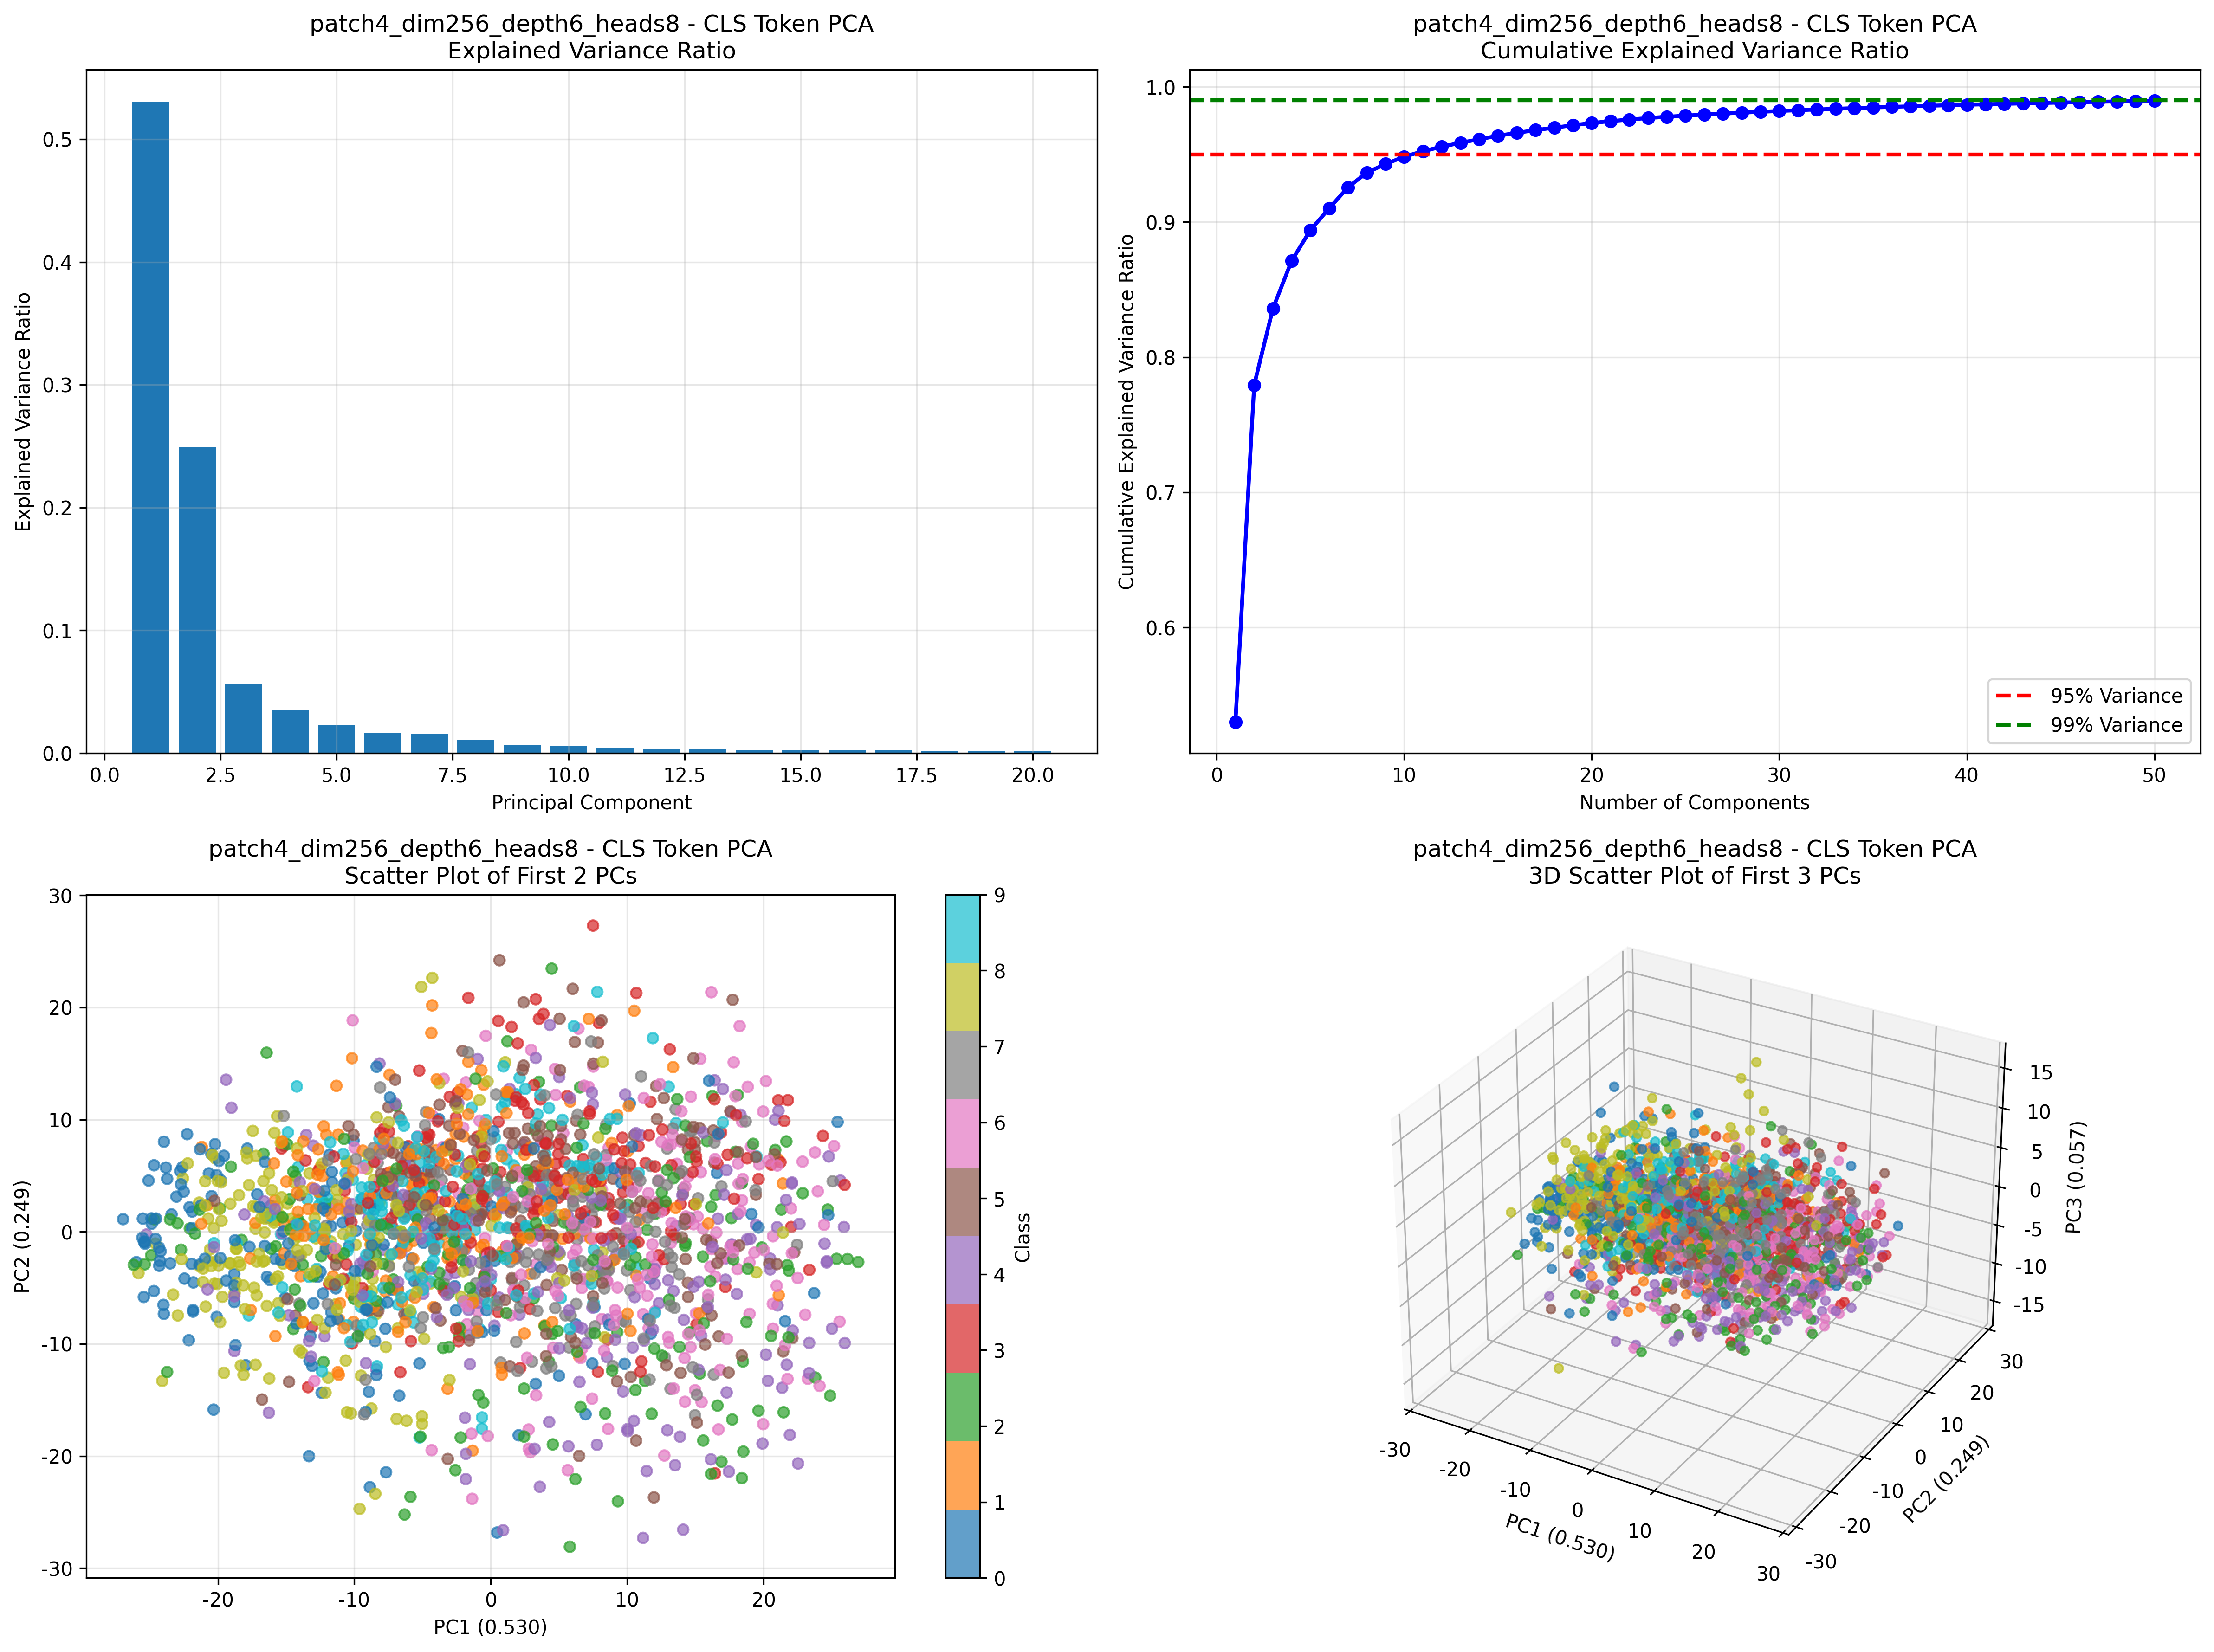 patch4_dim256_depth6_heads8 - CLS Token PCA
Explained Variance Ratio
Explained Variance Ratio
0.5
0.4
0.3
0.2
0.1
0.0
0.0 2.5 5.0 7.5 10.0 12.5 15.0 17.5 20.0
Principal Component
patch4_dim256_depth6_heads8 - CLS Token PCA
Cumulative Explained Variance Ratio
Cumulative Explained Variance Ratio
1.0
0.9
0.8
0.7
0.6
95% Variance
99% Variance
0 10 20 30 40 50
Number of Components
patch4_dim256_depth6_heads8 - CLS Token PCA
Scatter Plot of First 2 PCs
PC2 (0.249)
30
20
10
0
-10
-20
-30
-20 -10 0 10 20
PC1 (0.530)
9
8
7
6
5
4
3
2
1
0
Class
patch4_dim256_depth6_heads8 - CLS Token PCA
3D Scatter Plot of First 3 PCs
15
10
5
0
-5
-10
-15
PC3 (0.057)
30
20
10
0
-10
-20
-30
PC2 (0.249)
-30
-20
-10
0
10
20
30
PC1 (0.530)